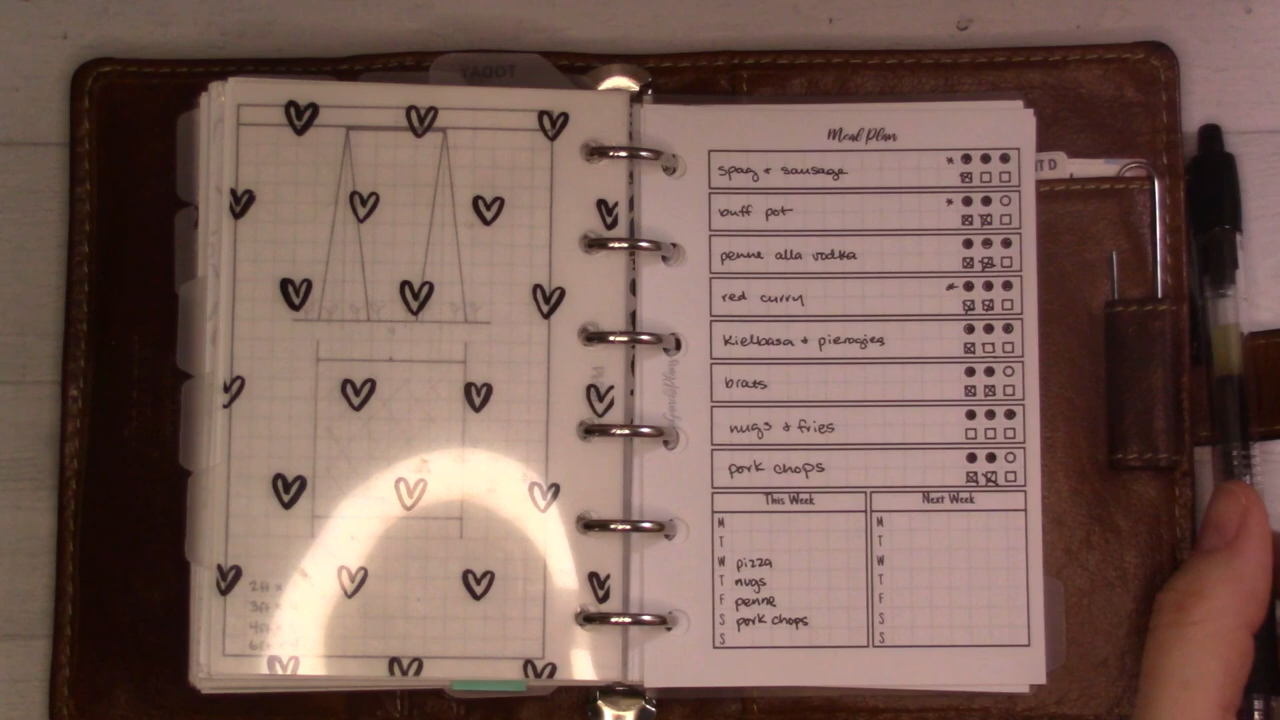 TODAY
Meal Plan
spag & sausage
buff pot
penne alla vodka
red curry
Kielbasa & pierogies
brats
nugs & fries
pork chops
This Week
M
T
W pizza
T nugs
F penne
S pork chops
S
Next Week
M
T
W
T
F
S
S